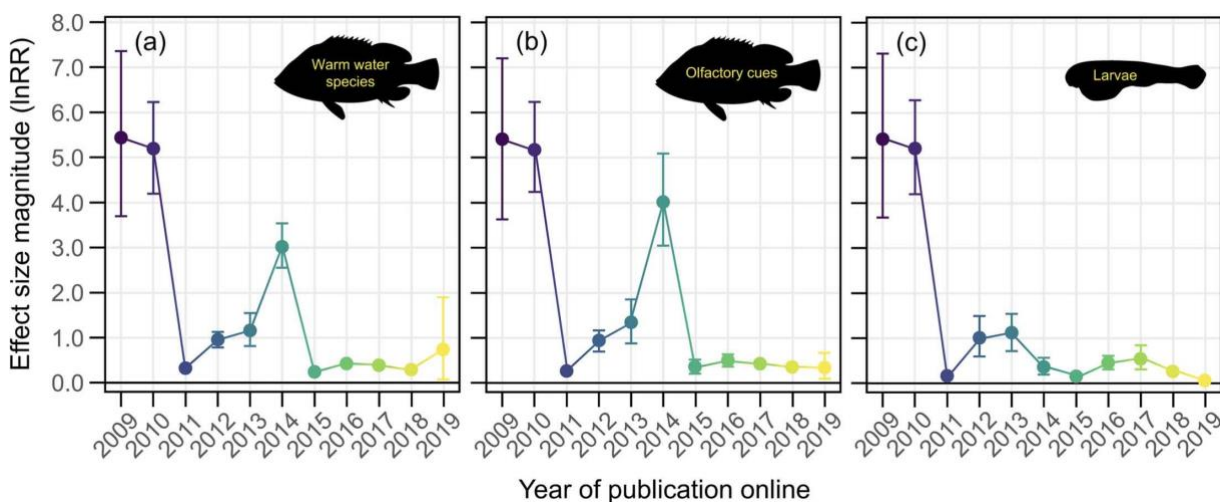 Effect size magnitude (lnRR)
8.0
7.0
6.0
5.0
4.0
3.0
2.0
1.0
0.0
(a)
Warm water
species
(b)
Olfactory cues
(c)
Larvae
2009 2010 2011 2012 2013 2014 2015 2016 2017 2018 2019
2009 2010 2011 2012 2013 2014 2015 2016 2017 2018 2019
2009 2010 2011 2012 2013 2014 2015 2016 2017 2018 2019
Year of publication online